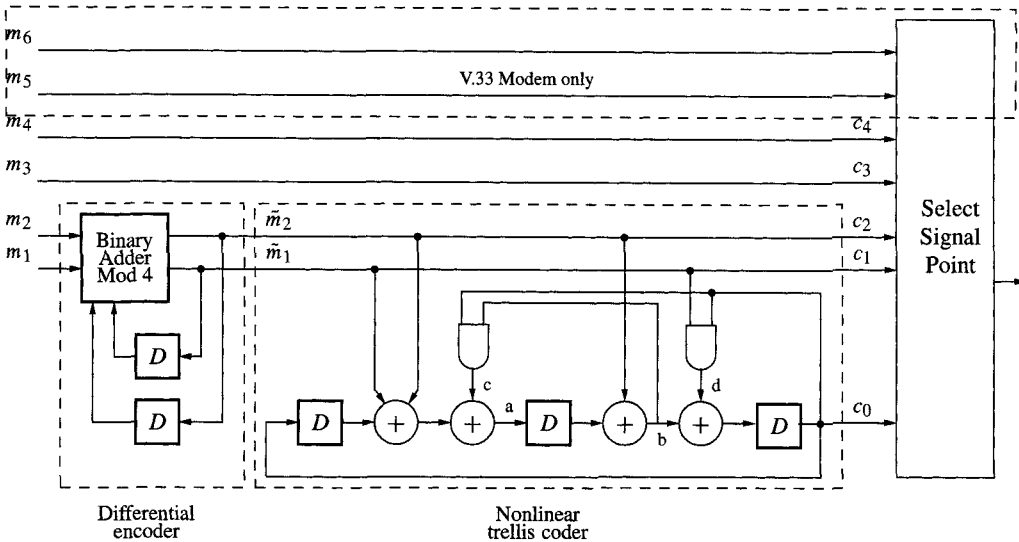 m6
m5
V.33 Modem only
m4
c4
m3
c3
m2
m̃2
c2
m1
m̃1
c1
Binary
Adder
Mod 4
Select
Signal
Point
D
D
c
a
d
b
D
+
+
D
+
+
D
c0
Differential
encoder
Nonlinear
trellis coder